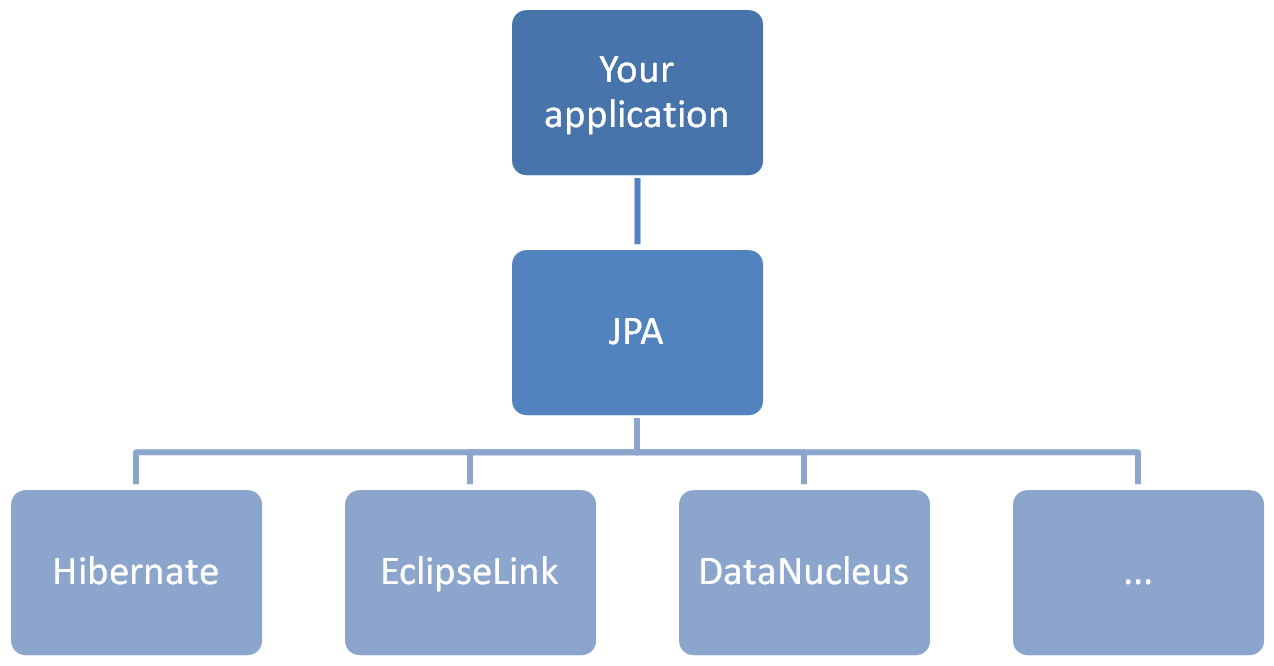 Your
application
JPA
Hibernate
EclipseLink
DataNucleus
...